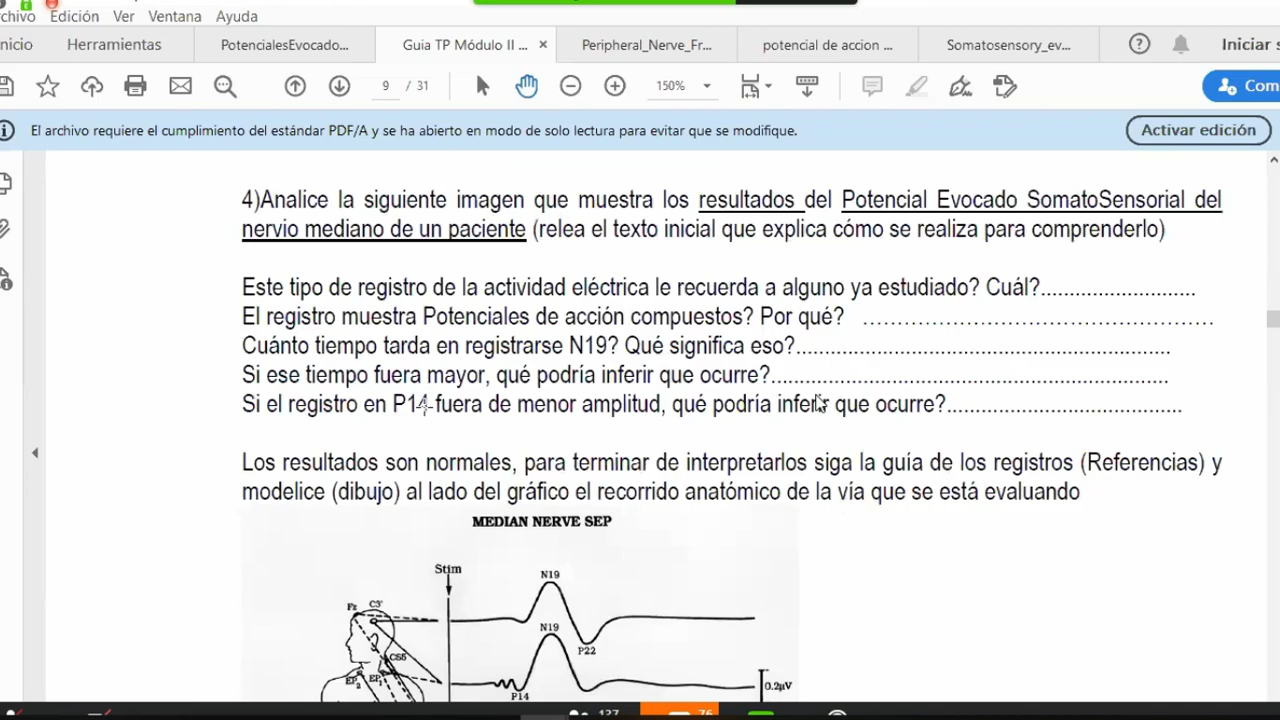 rchivo Edición Ver Ventana Ayuda
nicio Herramientas PotencialesEvocado... Guia TP Módulo II ... × Peripheral_Nerve_Fr... potencial de accion ... Somatosensory_ev... Iniciar s
9 / 31 150% Com
El archivo requiere el cumplimiento del estándar PDF/A y se ha abierto en modo de solo lectura para evitar que se modifique. Activar edición
4)Analice la siguiente imagen que muestra los resultados del Potencial Evocado SomatoSensorial del
nervio mediano de un paciente (relea el texto inicial que explica cómo se realiza para comprenderlo)
Este tipo de registro de la actividad eléctrica le recuerda a alguno ya estudiado? Cuál?...........................
El registro muestra Potenciales de acción compuestos? Por qué? ..................................................
Cuánto tiempo tarda en registrarse N19? Qué significa eso?..................................................................
Si ese tiempo fuera mayor, qué podría inferir que ocurre?......................................................................
Si el registro en P14 fuera de menor amplitud, qué podría inferir que ocurre?.........................................
Los resultados son normales, para terminar de interpretarlos siga la guía de los registros (Referencias) y
modelice (dibujo) al lado del gráfico el recorrido anatómico de la vía que se está evaluando
MEDIAN NERVE SEP
Stim
N19
Fz C3'
N19
P22
CS5
EP2 EP1
P14
0.2μV
127 76